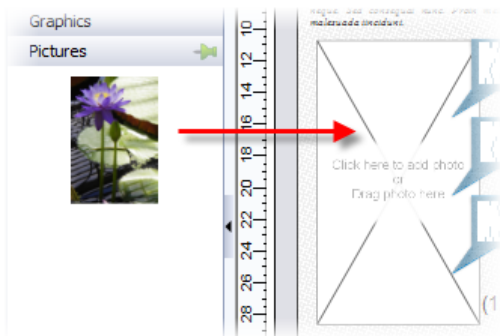 Graphics
Pictures
malesuada tincidunt.
Click here to add photo
or
Drag photo here
10
12
14
16
18
20
22
24
26
28
(1